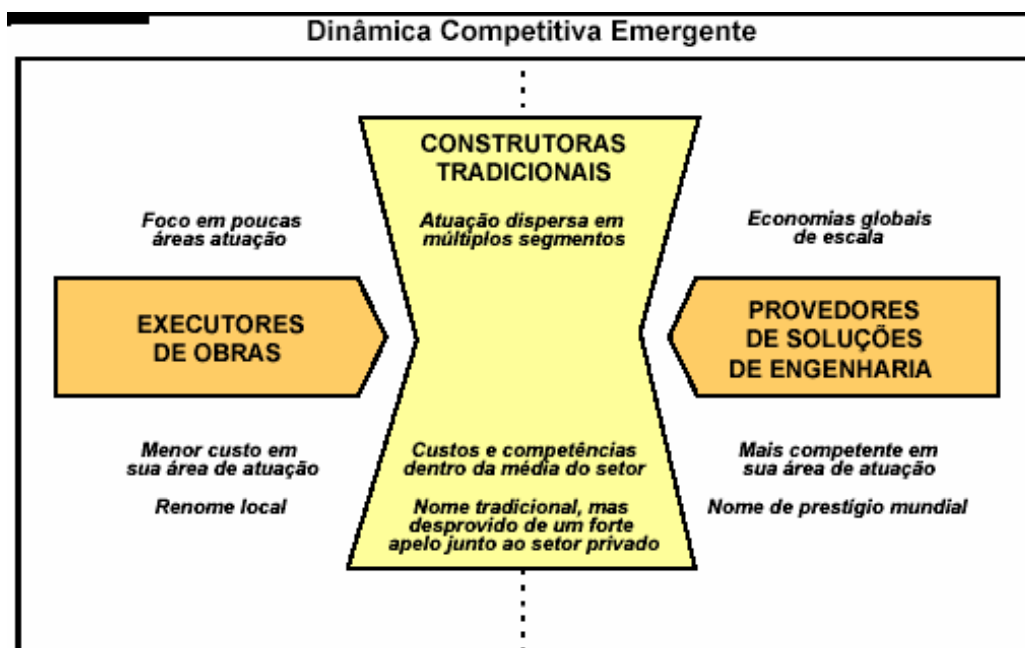 Dinâmica Competitiva Emergente
CONSTRUTORAS
TRADICIONAIS
Foco em poucas
áreas atuação
Atuação dispersa em
múltiplos segmentos
Economias globais
de escala
EXECUTORES
DE OBRAS
PROVEDORES
DE SOLUÇÕES
DE ENGENHARIA
Menor custo em
sua área de atuação
Renome local
Custos e competências
dentro da média do setor
Nome tradicional, mas
desprovido de um forte
apelo junto ao setor privado
Mais competente em
sua área de atuação
Nome de prestígio mundial